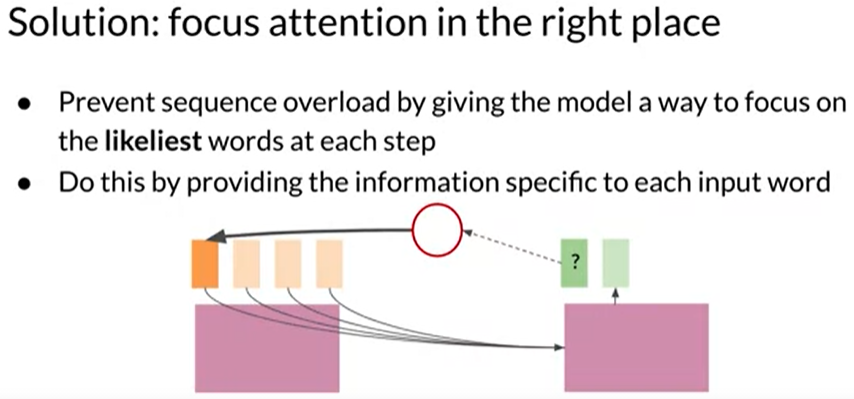 Solution: focus attention in the right place
● Prevent sequence overload by giving the model a way to focus on
the likeliest words at each step
● Do this by providing the information specific to each input word
?